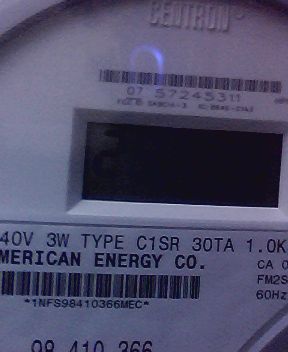 CENTRON®
07 57245311
40V 3W TYPE C1SR 30TA 1.0K
MERICAN ENERGY CO.
CA 0
FM2S
60Hz
*1NFS98410366MEC*
98 410 366